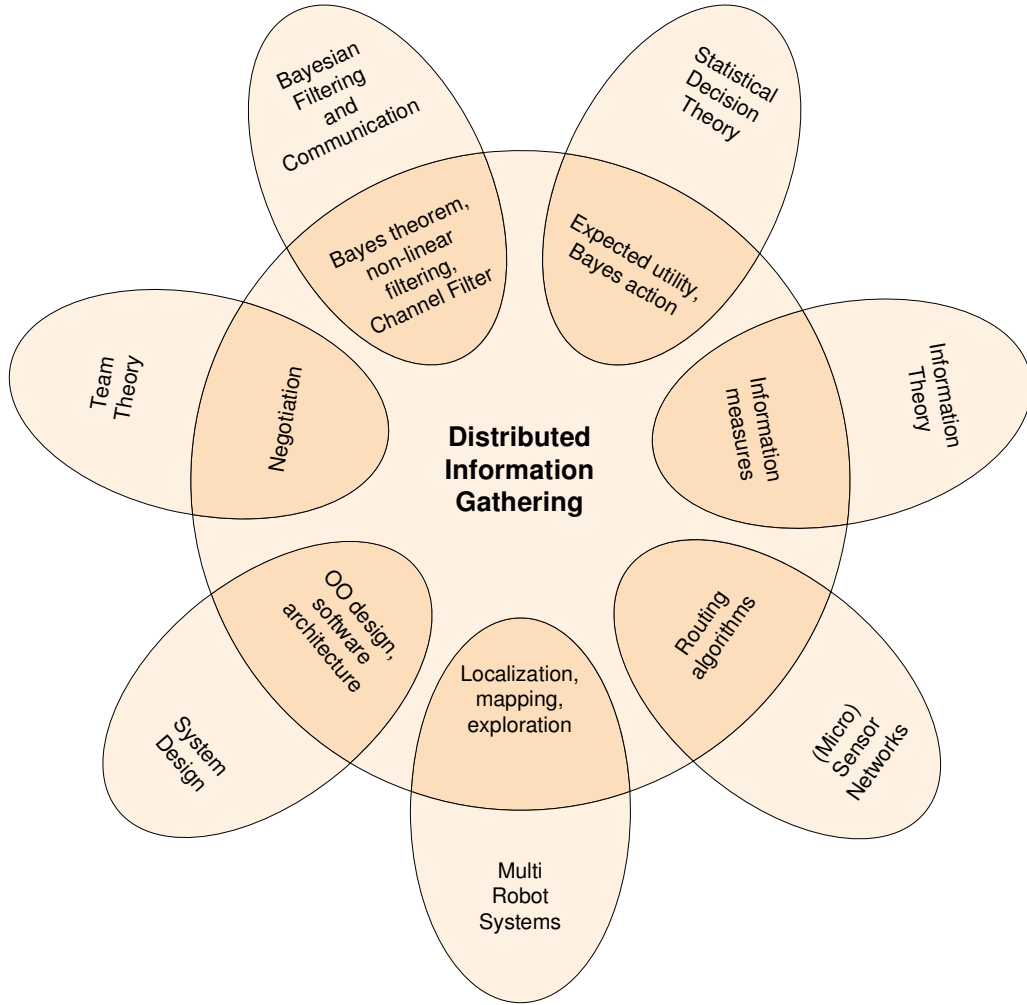 Bayesian
Filtering
and
Communication
Statistical
Decision
Theory
Bayes theorem,
non-linear
filtering,
Channel Filter
Expected utility,
Bayes action
Team
Theory
Negotiation
Distributed
Information
Gathering
Information
measures
Information
Theory
OO design,
software
architecture
Localization,
mapping,
exploration
Routing
algorithms
System
Design
(Micro)
Sensor
Networks
Multi
Robot
Systems